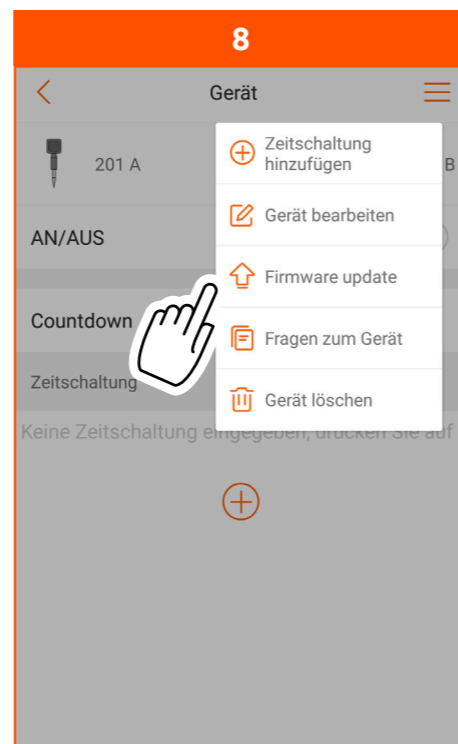 8
Gerät
201 A
B
Zeitschaltung
hinzufügen
Gerät bearbeiten
AN/AUS
Firmware update
Countdown
Fragen zum Gerät
Zeitschaltung
Gerät löschen
Keine Zeitschaltung eingegeben, drücken Sie auf